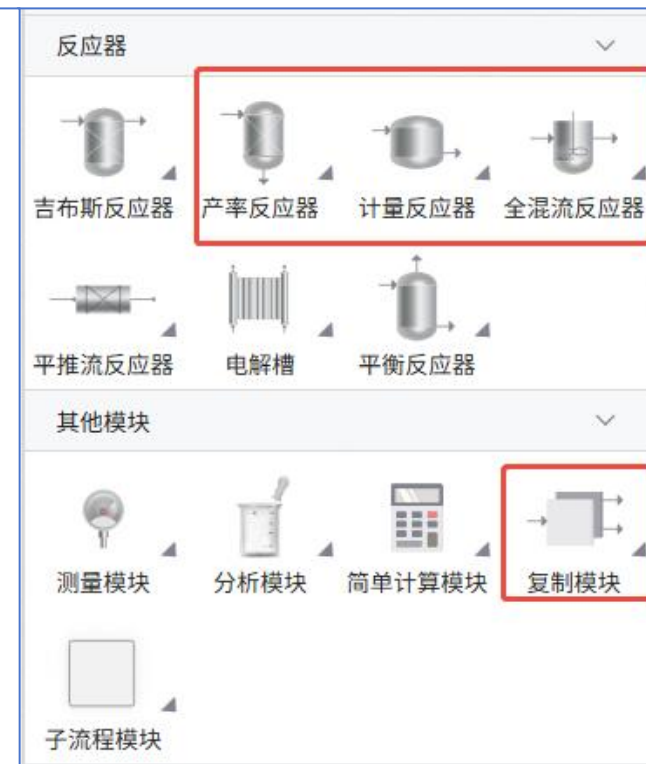 反应器
吉布斯反应器 产率反应器 计量反应器 全混流反应器
平推流反应器 电解槽 平衡反应器
其他模块
测量模块 分析模块 简单计算模块 复制模块
子流程模块